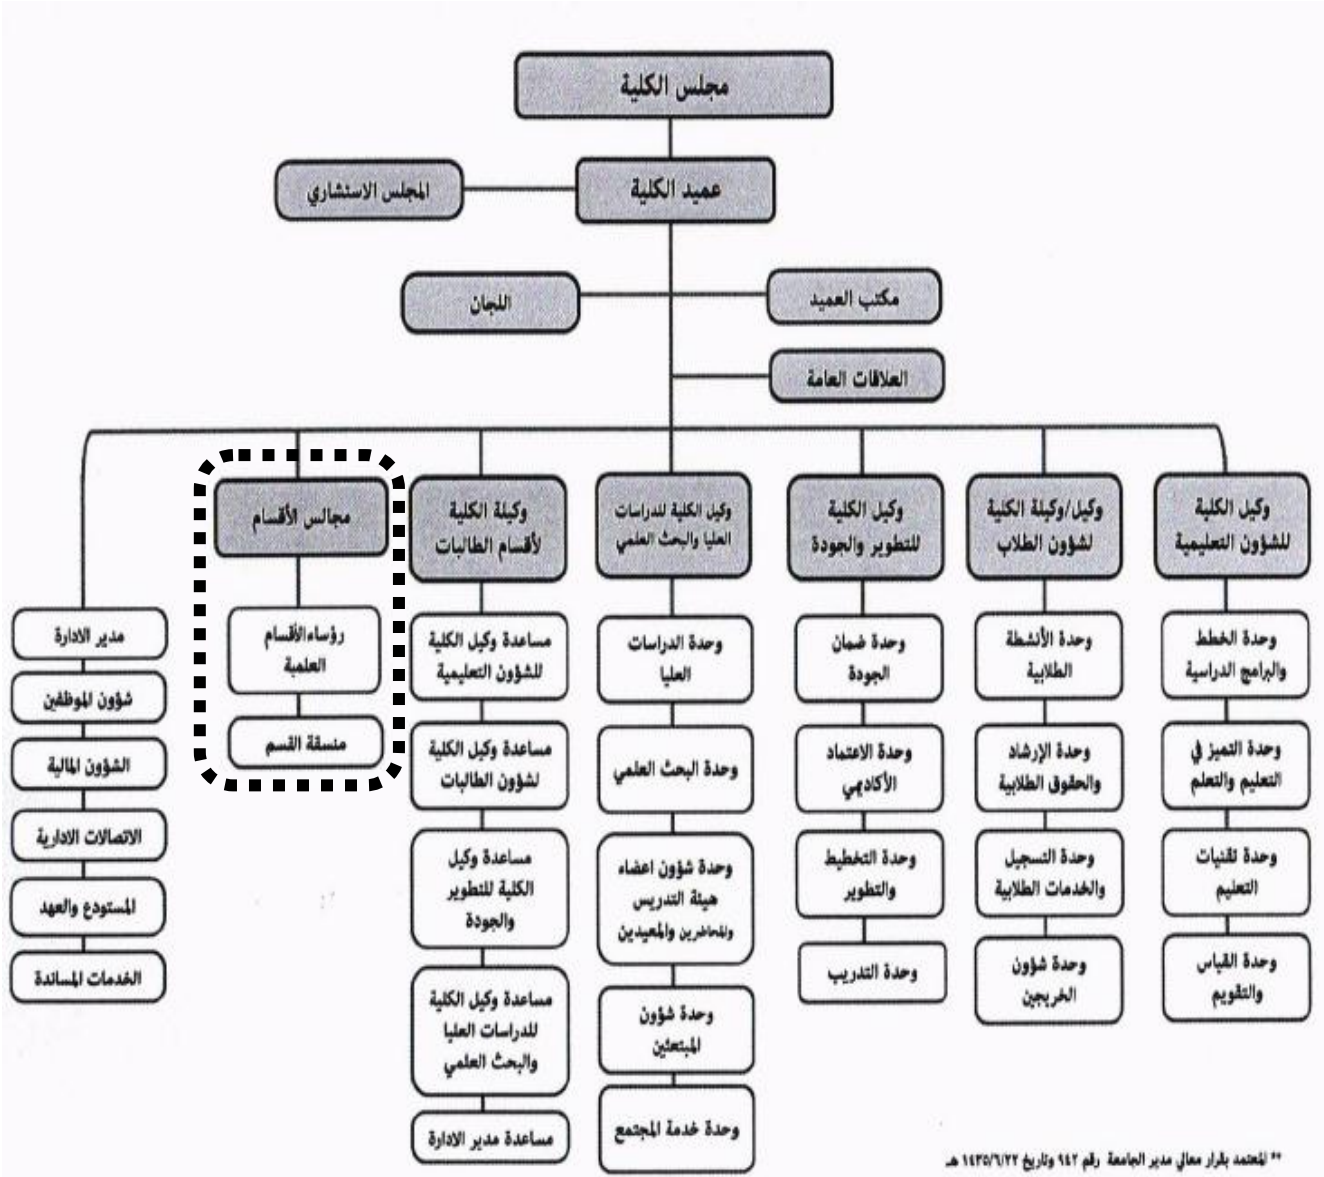 مجلس الكلية
عميد الكلية
المجلس الاستشاري
مكتب العميد
اللجان
العلاقات العامة
وكيل الكلية
للشؤون التعليمية
وحدة الخطط
والبرامج الدراسية
وحدة التميز في
التعليم والتعلم
وحدة تقنيات
التعليم
وحدة القياس
والتقويم
وكيل/وكيلة الكلية
لشؤون الطلاب
وحدة الأنشطة
الطلابية
وحدة الإرشاد
والحقوق الطلابية
وحدة التسجيل
والخدمات الطلابية
وحدة شؤون
الخريجين
وكيل الكلية
للتطوير والجودة
وحدة ضمان
الجودة
وحدة الاعتماد
الأكاديمي
وحدة التخطيط
والتطوير
وحدة التدريب
وكيل الكلية للدراسات
العليا والبحث العلمي
وحدة الدراسات
العليا
وحدة البحث العلمي
وحدة شؤون اعضاء
هيئة التدريس
والمحاضرين والمعيدين
وحدة شؤون
المبتعثين
وحدة خدمة المجتمع
وكيلة الكلية
لأقسام الطالبات
مساعدة وكيل الكلية
للشؤون التعليمية
مساعدة وكيل الكلية
لشؤون الطالبات
مساعدة وكيل
الكلية للتطوير
والجودة
مساعدة وكيل الكلية
للدراسات العليا
والبحث العلمي
مساعدة مدير الادارة
مجالس الأقسام
رؤساء الأقسام
العلمية
منسقة القسم
مدير الادارة
شؤون الموظفين
الشؤون المالية
الاتصالات الادارية
المستودع والعهد
الخدمات المساندة
** المعتمد بقرار معالي مدير الجامعة رقم ٩٤٢ وتاريخ ١٤٣٥/٦/٢٢ هـ